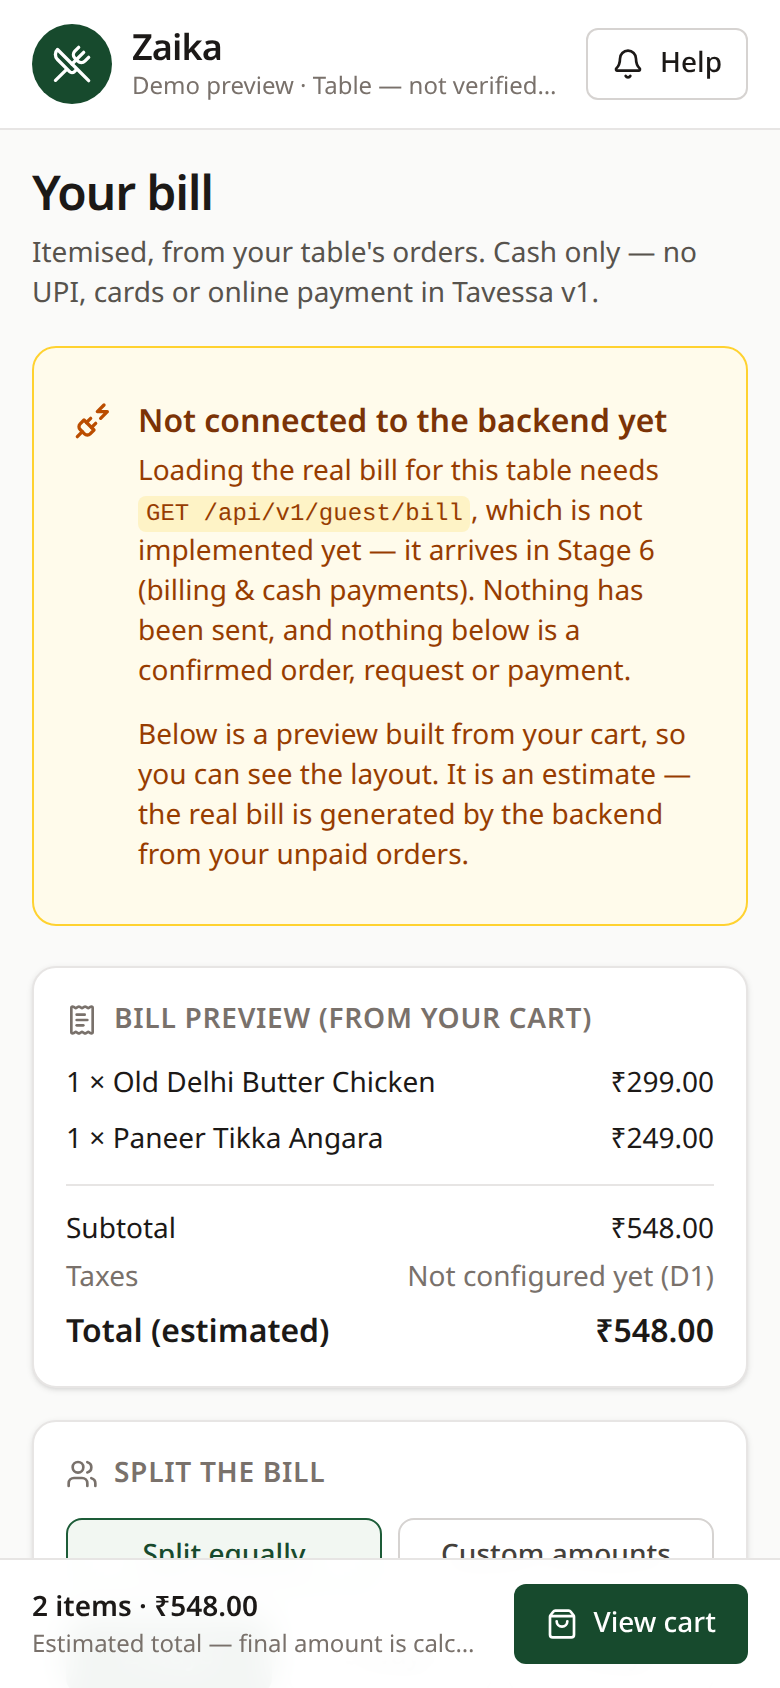 Zaika
Demo preview · Table — not verified...
Help
Your bill
Itemised, from your table's orders. Cash only — no
UPI, cards or online payment in Tavessa v1.
Not connected to the backend yet
Loading the real bill for this table needs
GET /api/v1/guest/bill, which is not
implemented yet — it arrives in Stage 6
(billing & cash payments). Nothing has
been sent, and nothing below is a
confirmed order, request or payment.
Below is a preview built from your cart, so
you can see the layout. It is an estimate —
the real bill is generated by the backend
from your unpaid orders.
BILL PREVIEW (FROM YOUR CART)
1 × Old Delhi Butter Chicken ₹299.00
1 × Paneer Tikka Angara ₹249.00
Subtotal ₹548.00
Taxes Not configured yet (D1)
Total (estimated) ₹548.00
SPLIT THE BILL
Split equally Custom amounts
2 items · ₹548.00
Estimated total — final amount is calc...
View cart